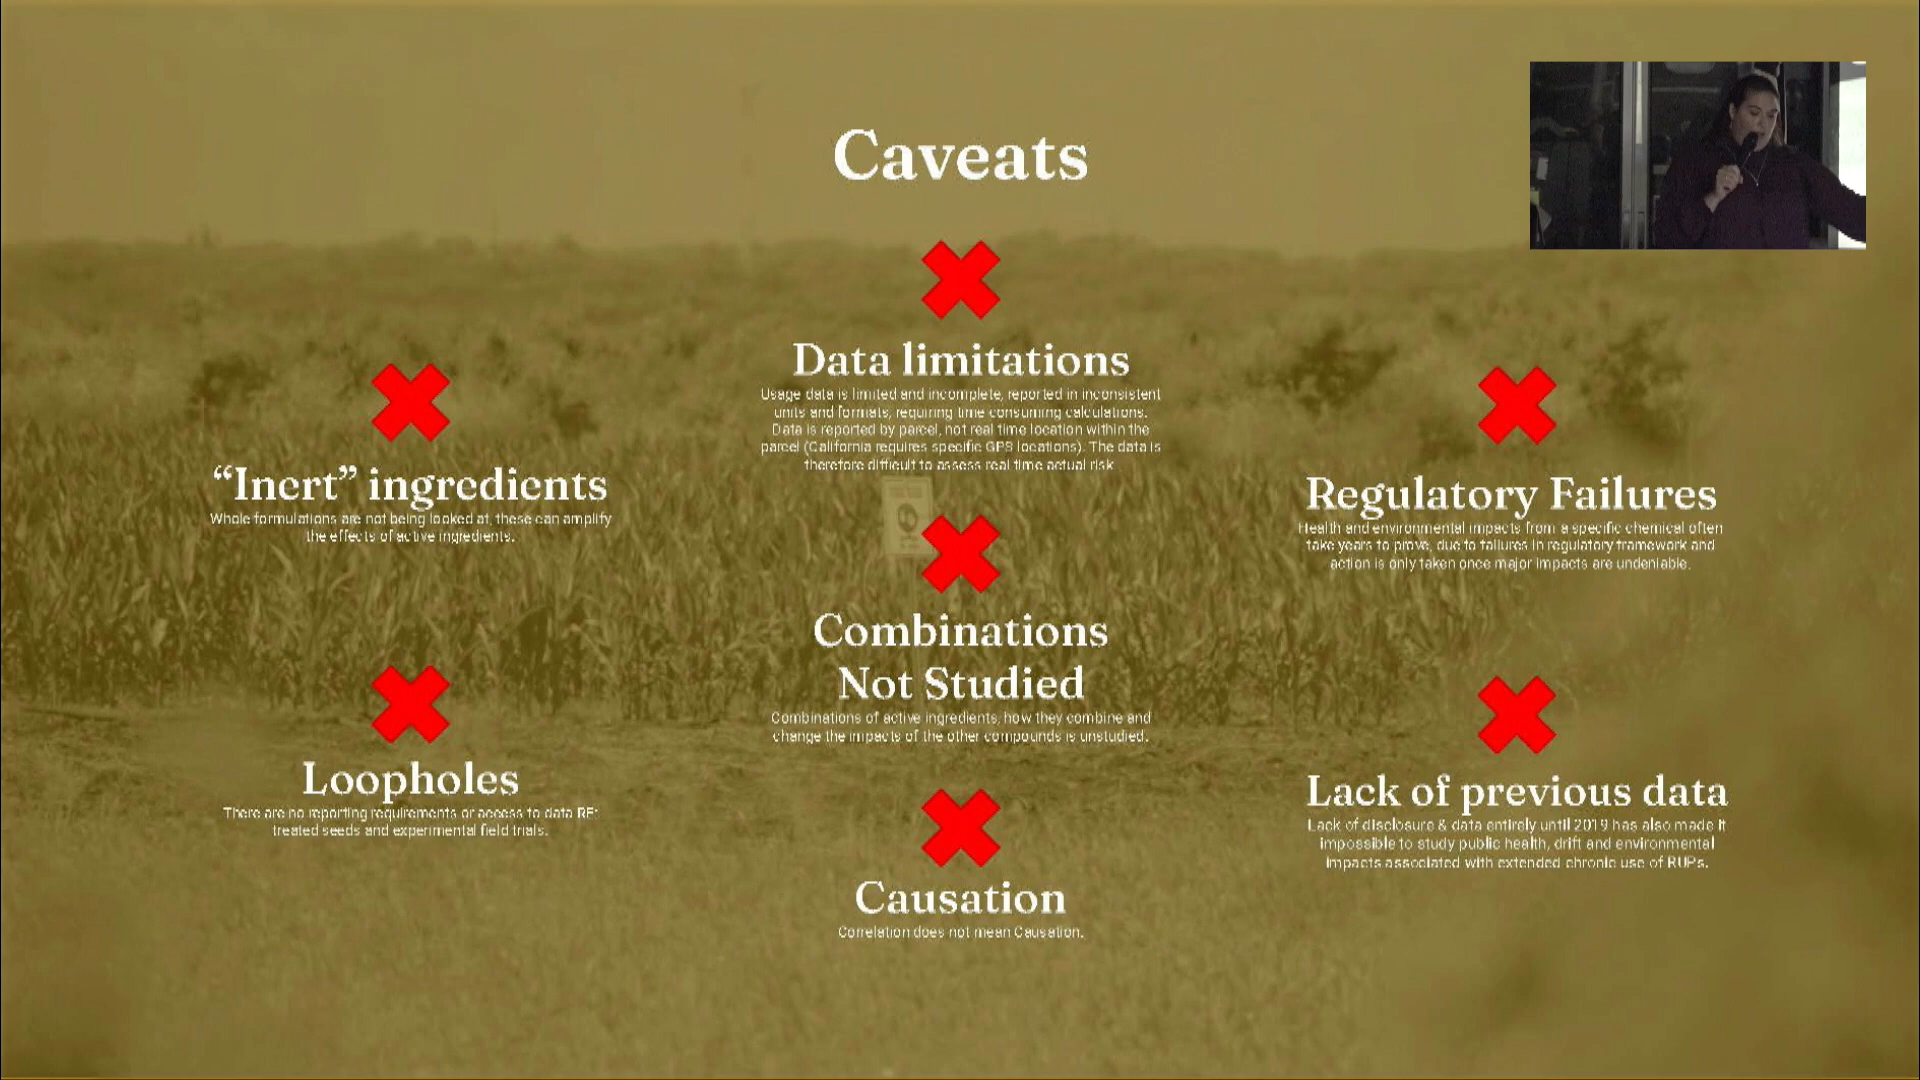 Caveats
Data limitations
Usage data is limited and incomplete, reported in inconsistent
units and formats, requiring time consuming calculations.
Data is reported by parcel, not real time location within the
parcel (California requires specific GPS locations). The data is
therefore difficult to assess real time actual risk.
“Inert” ingredients
Whole formulations are not being looked at, these can amplify
the effects of active ingredients.
Regulatory Failures
Health and environmental impacts from a specific chemical often
take years to prove, due to failures in regulatory framework and
action is only taken once major impacts are undeniable.
Combinations
Not Studied
Combinations of active ingredients, how they combine and
change the impacts of the other compounds is unstudied.
Loopholes
There are no reporting requirements or access to data RE:
treated seeds and experimental field trials.
Lack of previous data
Lack of disclosure & data entirely until 2019 has also made it
impossible to study public health, drift and environmental
impacts associated with extended chronic use of RUPs.
Causation
Correlation does not mean Causation.